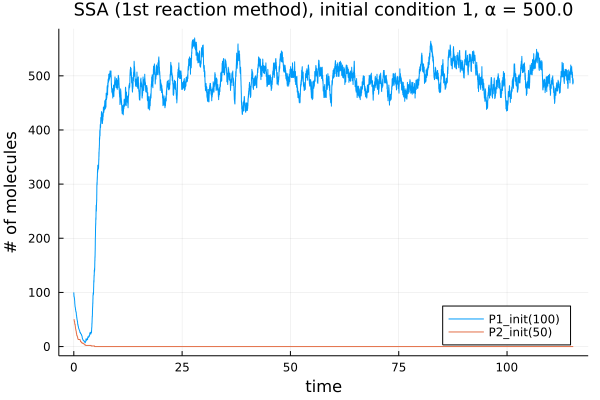 SSA (1st reaction method), initial condition 1, α = 500.0
# of molecules
500
400
300
200
100
0
0 25 50 75 100
time
P1_init(100)
P2_init(50)